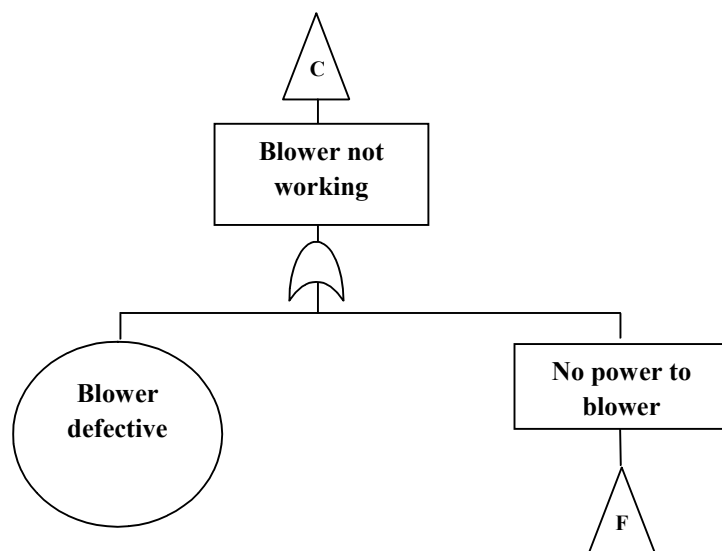 C
Blower not
working
Blower
defective
No power to
blower
F